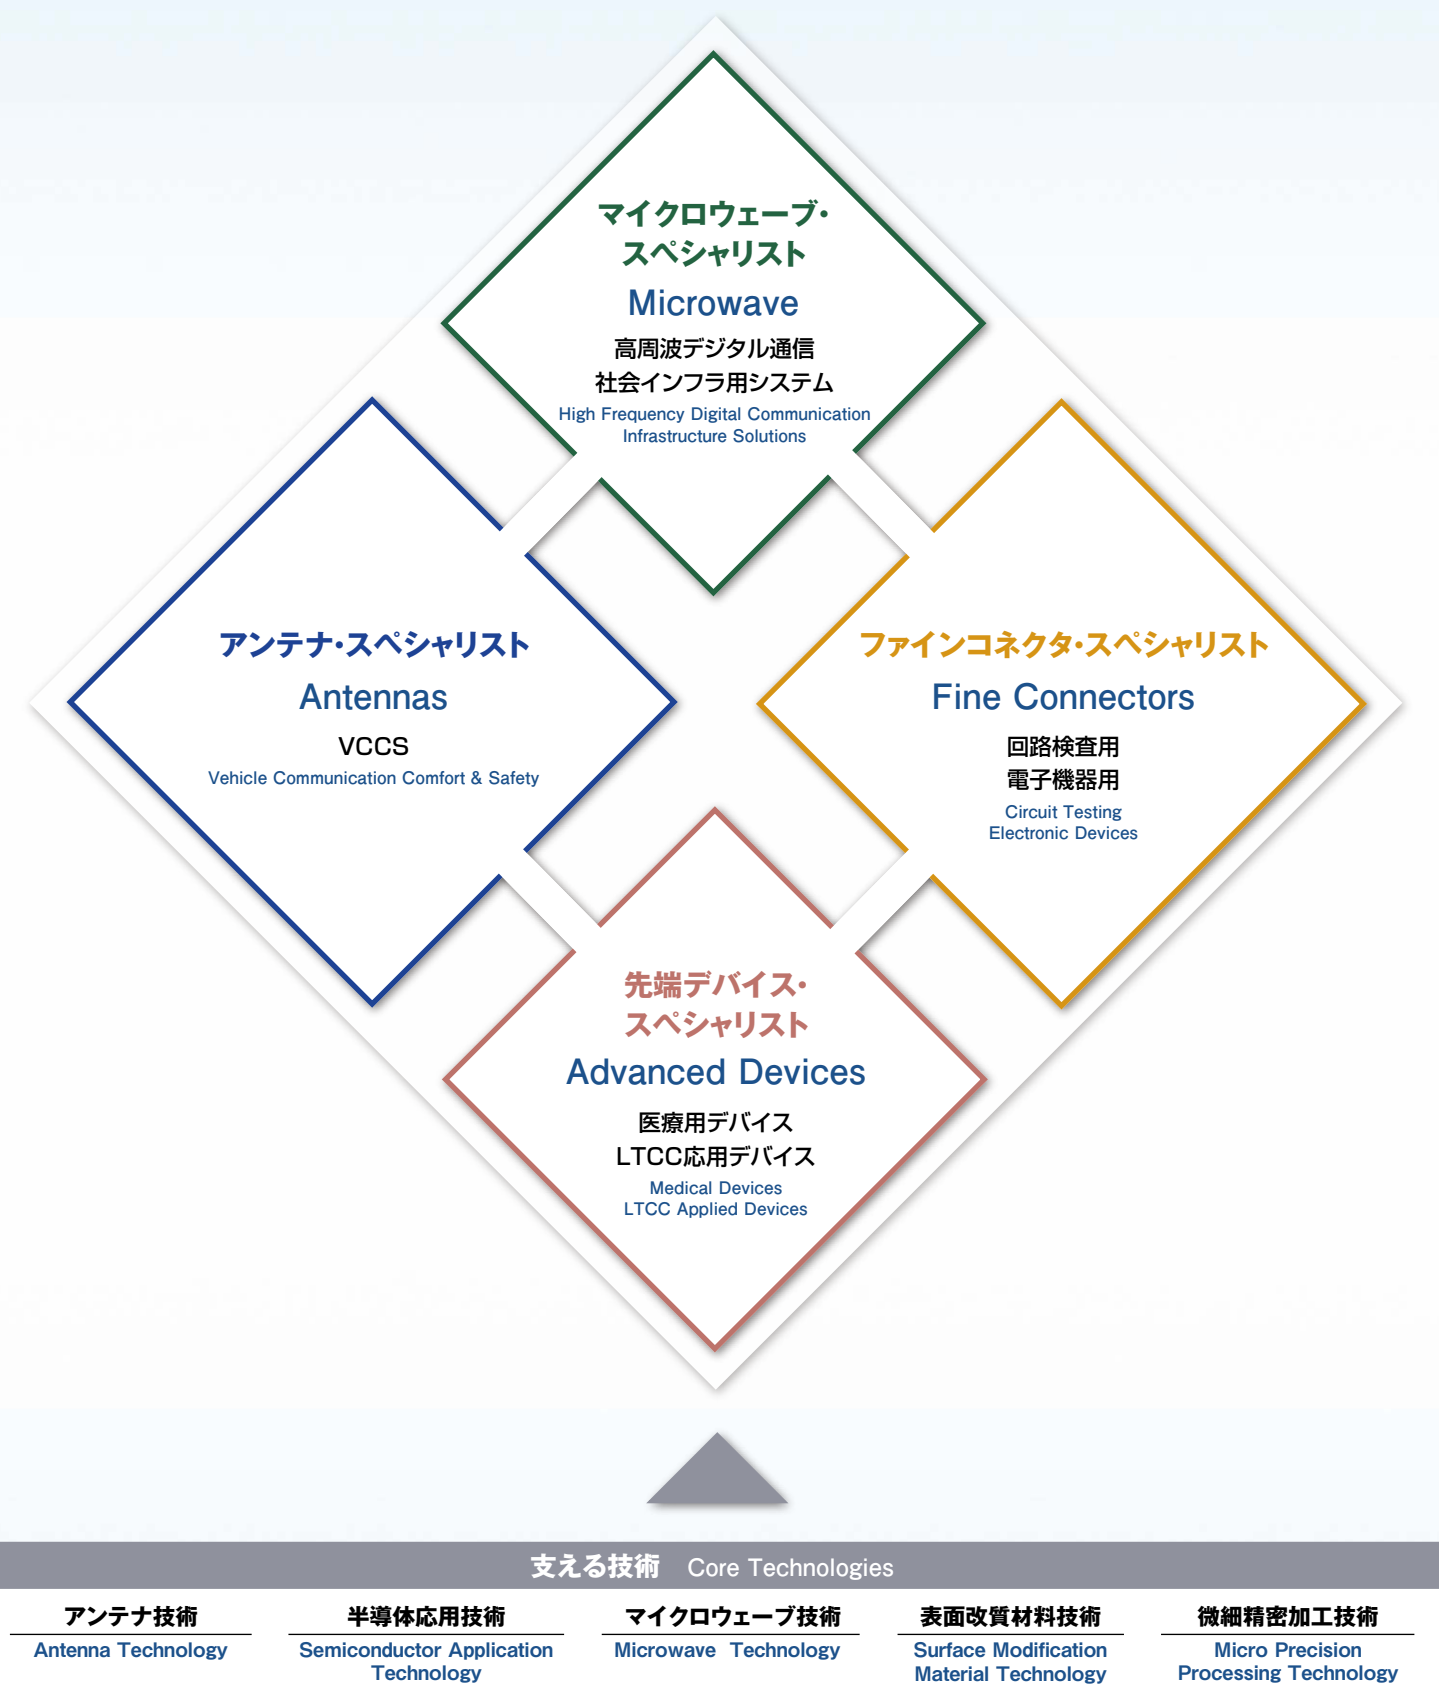 マイクロウェーブ・
スペシャリスト
Microwave
高周波デジタル通信
社会インフラ用システム
High Frequency Digital Communication
Infrastructure Solutions
アンテナ・スペシャリスト
Antennas
VCCS
Vehicle Communication Comfort & Safety
ファインコネクタ・スペシャリスト
Fine Connectors
回路検査用
電子機器用
Circuit Testing
Electronic Devices
先端デバイス・
スペシャリスト
Advanced Devices
医療用デバイス
LTCC応用デバイス
Medical Devices
LTCC Applied Devices
支える技術 Core Technologies
アンテナ技術
Antenna Technology
半導体応用技術
Semiconductor Application
Technology
マイクロウェーブ技術
Microwave Technology
表面改質材料技術
Surface Modification
Material Technology
微細精密加工技術
Micro Precision
Processing Technology